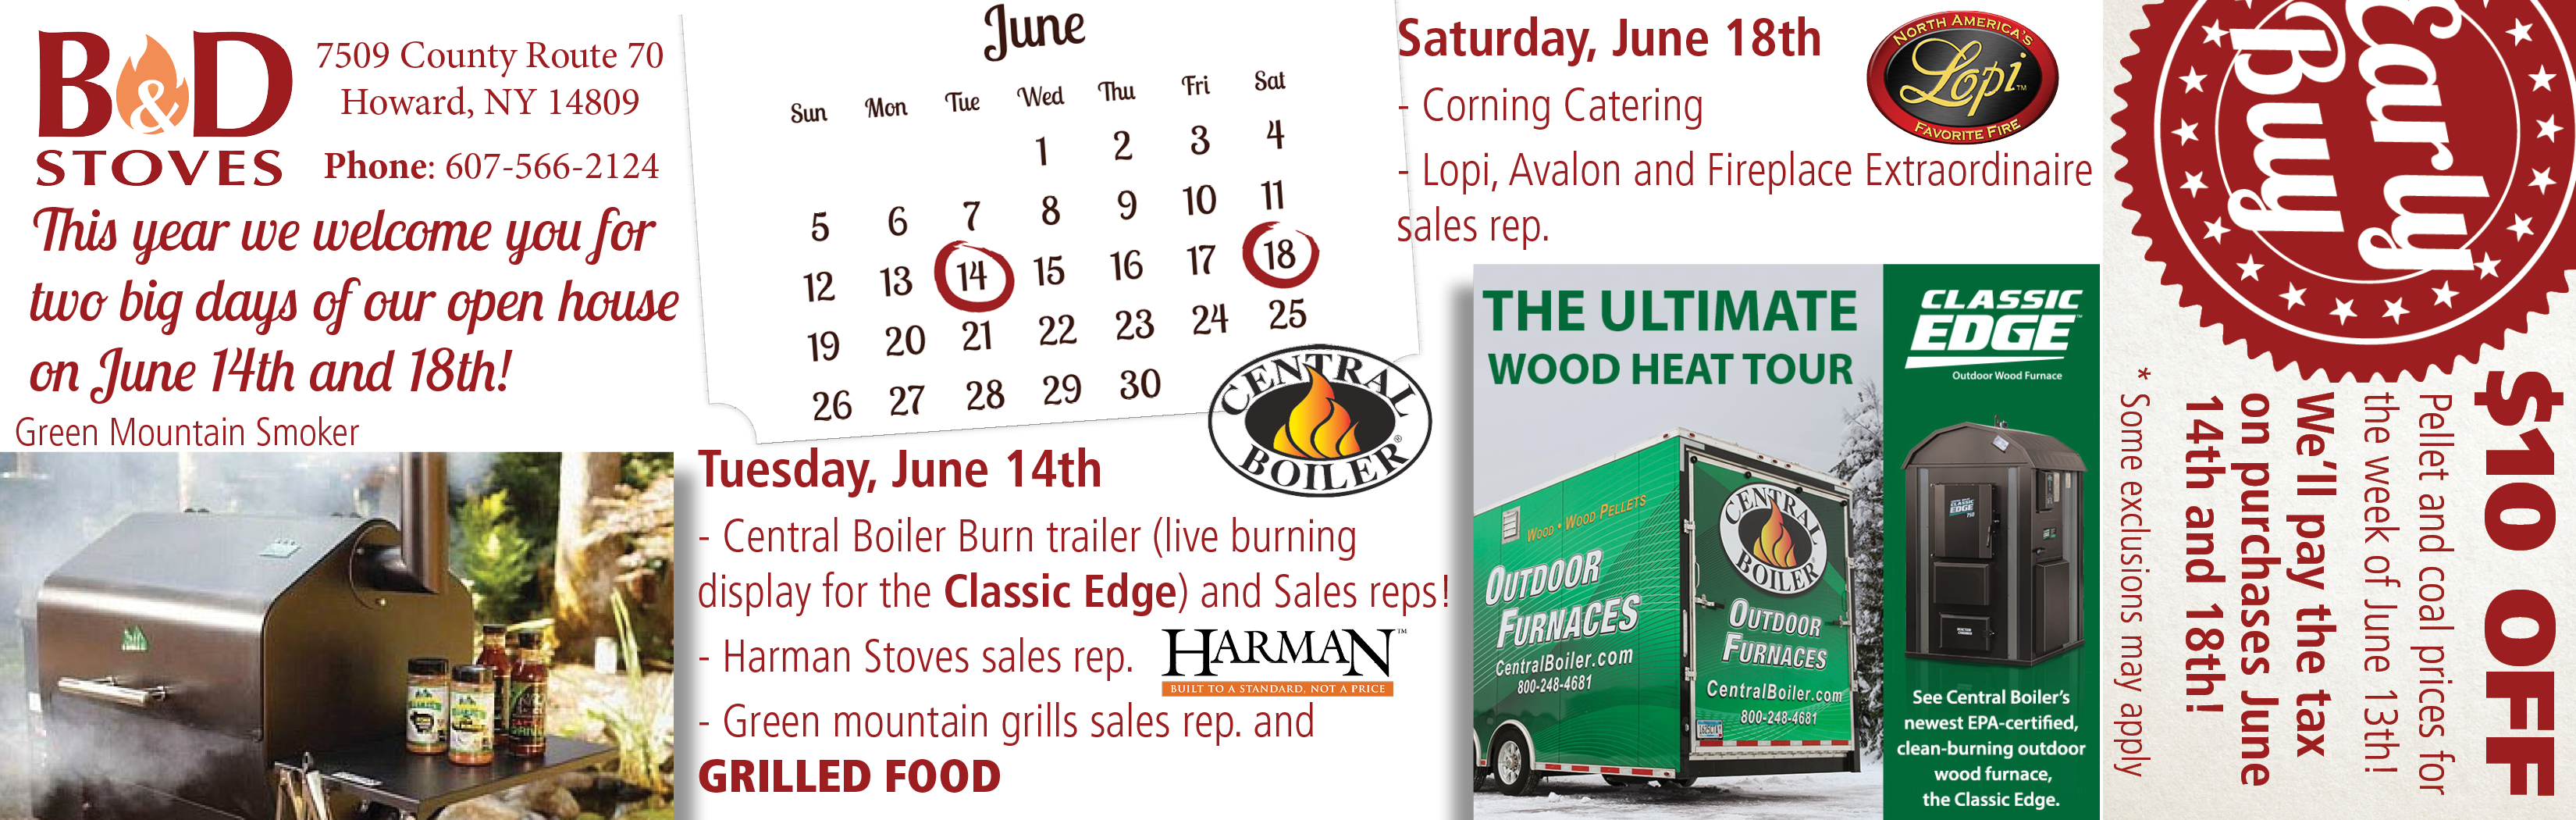 B&D
STOVES
7509 County Route 70
Howard, NY 14809
Phone: 607-566-2124
This year we welcome you for
two big days of our open house
on June 14th and 18th!
Green Mountain Smoker
June
Sun Mon Tue Wed Thu Fri Sat
1 2 3 4
5 6 7 8 9 10 11
12 13 14 15 16 17 18
19 20 21 22 23 24 25
26 27 28 29 30
CENTRAL
BOILER®
Tuesday, June 14th
- Central Boiler Burn trailer (live burning
display for the Classic Edge) and Sales reps!
- Harman Stoves sales rep.
HARMAN™
BUILT TO A STANDARD, NOT A PRICE
- Green mountain grills sales rep. and
GRILLED FOOD
Saturday, June 18th
- Corning Catering
- Lopi, Avalon and Fireplace Extraordinaire
sales rep.
NORTH AMERICA'S
Lopi™
FAVORITE FIRE
THE ULTIMATE
WOOD HEAT TOUR
WOOD • WOOD PELLETS
OUTDOOR
FURNACES
CentralBoiler.com
800-248-4681
CENTRAL
BOILER
OUTDOOR
FURNACES
CentralBoiler.com
800-248-4681
CLASSIC
EDGE™
Outdoor Wood Furnace
CLASSIC
EDGE
750
See Central Boiler's
newest EPA-certified,
clean-burning outdoor
wood furnace,
the Classic Edge.
Early
Buy
$10 OFF
Pellet and coal prices for
the week of June 13th!
We'll pay the tax
on purchases June
14th and 18th!
* Some exclusions may apply